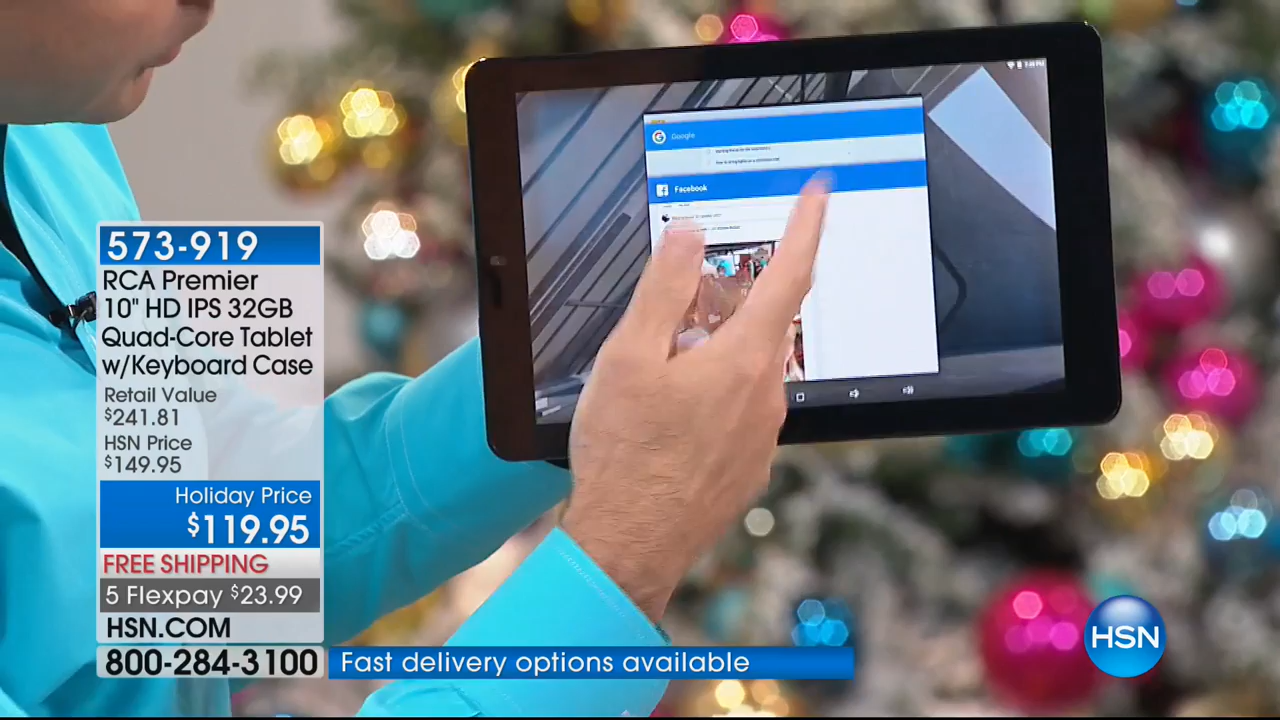 573-919
RCA Premier
10" HD IPS 32GB
Quad-Core Tablet
w/Keyboard Case
Retail Value
$241.81
HSN Price
$149.95
Holiday Price
$119.95
FREE SHIPPING
5 Flexpay $23.99
HSN.COM
800-284-3100
Fast delivery options available
HSN
Google
Facebook